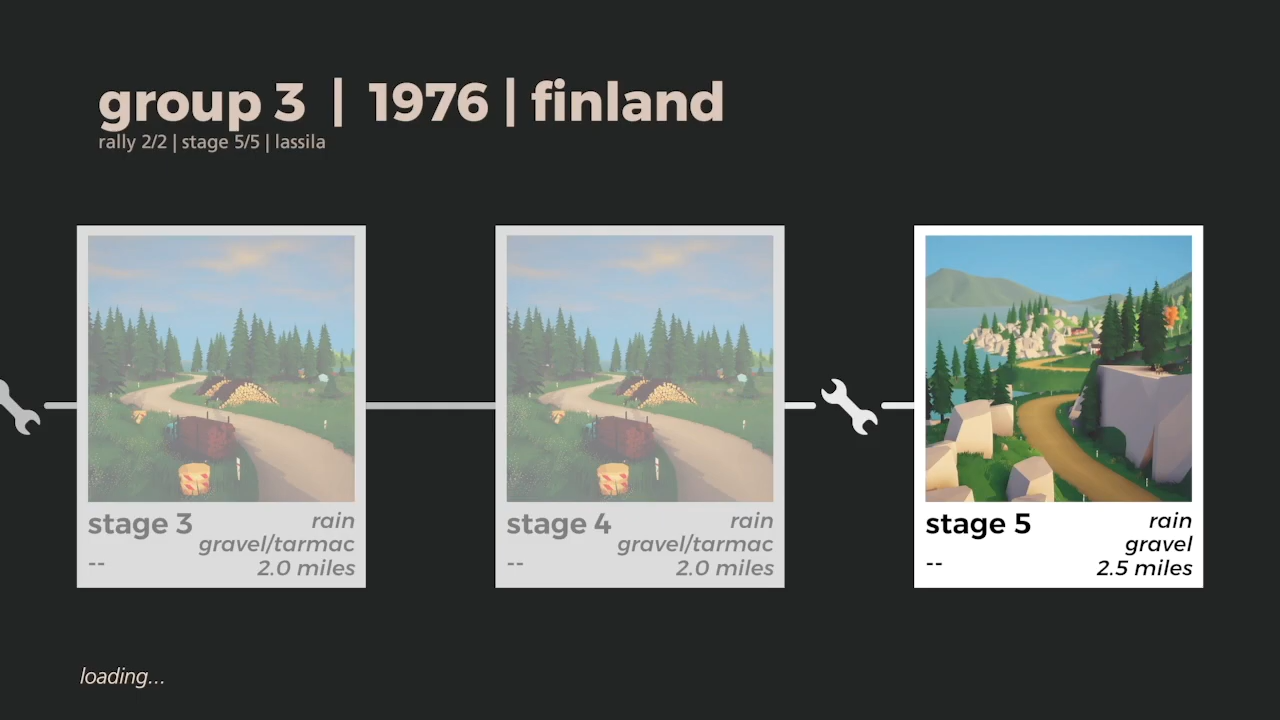 group 3 | 1976 | finland
rally 2/2 | stage 5/5 | lassila
stage 3
rain
gravel/tarmac
--
2.0 miles
stage 4
rain
gravel/tarmac
--
2.0 miles
stage 5
rain
gravel
--
2.5 miles
loading...